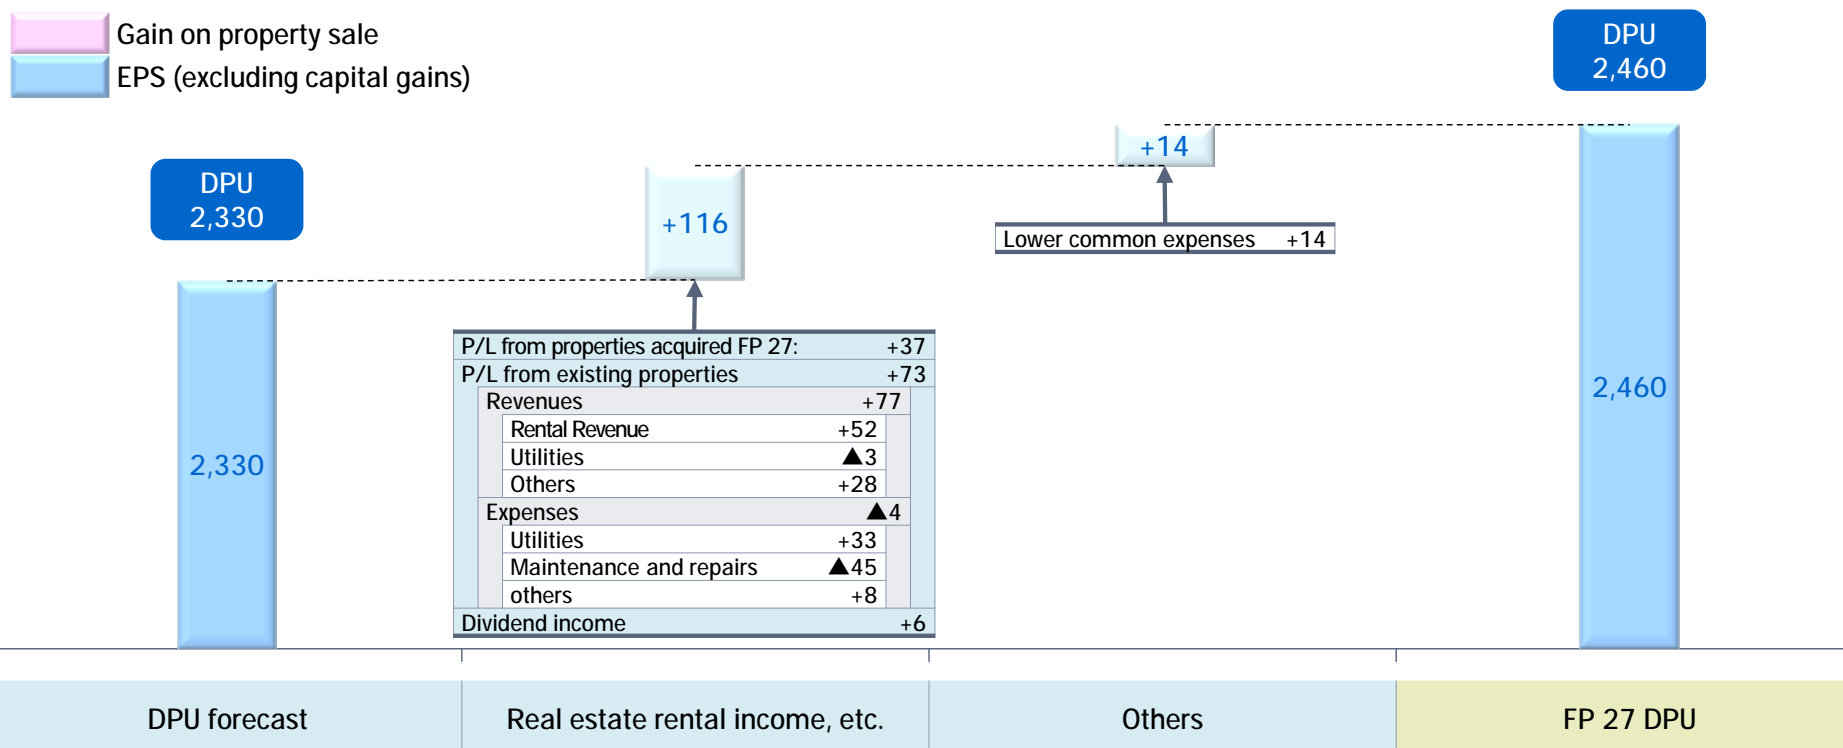 Gain on property sale
EPS (excluding capital gains)
DPU
2,330
2,330
+116
P/L from properties acquired FP 27: +37
P/L from existing properties +73
Revenues +77
Rental Revenue +52
Utilities ▲3
Others +28
Expenses ▲4
Utilities +33
Maintenance and repairs ▲45
others +8
Dividend income +6
+14
Lower common expenses +14
DPU
2,460
2,460
DPU forecast
Real estate rental income, etc.
Others
FP 27 DPU